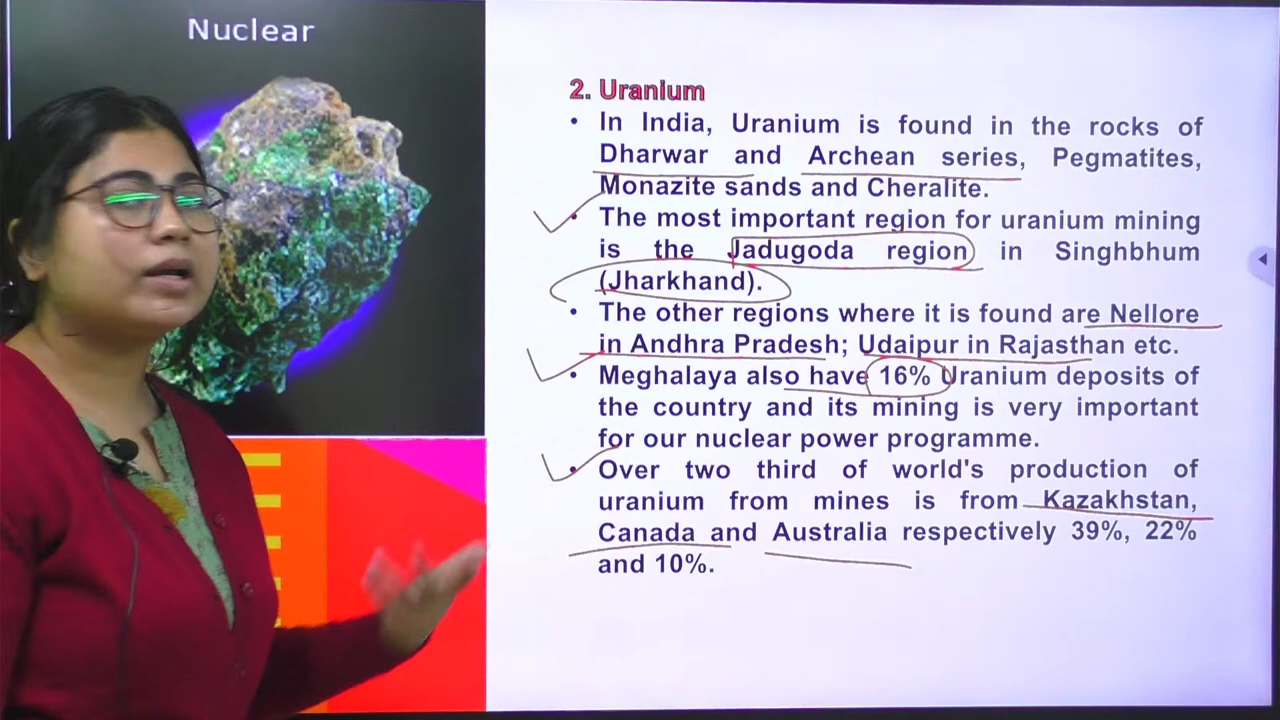 Nuclear
2. Uranium
• In India, Uranium is found in the rocks of
Dharwar and Archean series, Pegmatites,
Monazite sands and Cheralite.
• The most important region for uranium mining
is the Jadugoda region in Singhbhum
(Jharkhand).
• The other regions where it is found are Nellore
in Andhra Pradesh; Udaipur in Rajasthan etc.
• Meghalaya also have 16% Uranium deposits of
the country and its mining is very important
for our nuclear power programme.
• Over two third of world's production of
uranium from mines is from Kazakhstan,
Canada and Australia respectively 39%, 22%
and 10%.